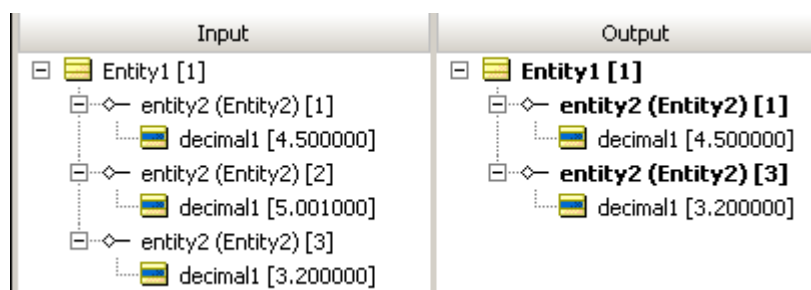 Input
Entity1 [1]
entity2 (Entity2) [1]
decimal1 [4.500000]
entity2 (Entity2) [2]
decimal1 [5.001000]
entity2 (Entity2) [3]
decimal1 [3.200000]
Output
Entity1 [1]
entity2 (Entity2) [1]
decimal1 [4.500000]
entity2 (Entity2) [3]
decimal1 [3.200000]